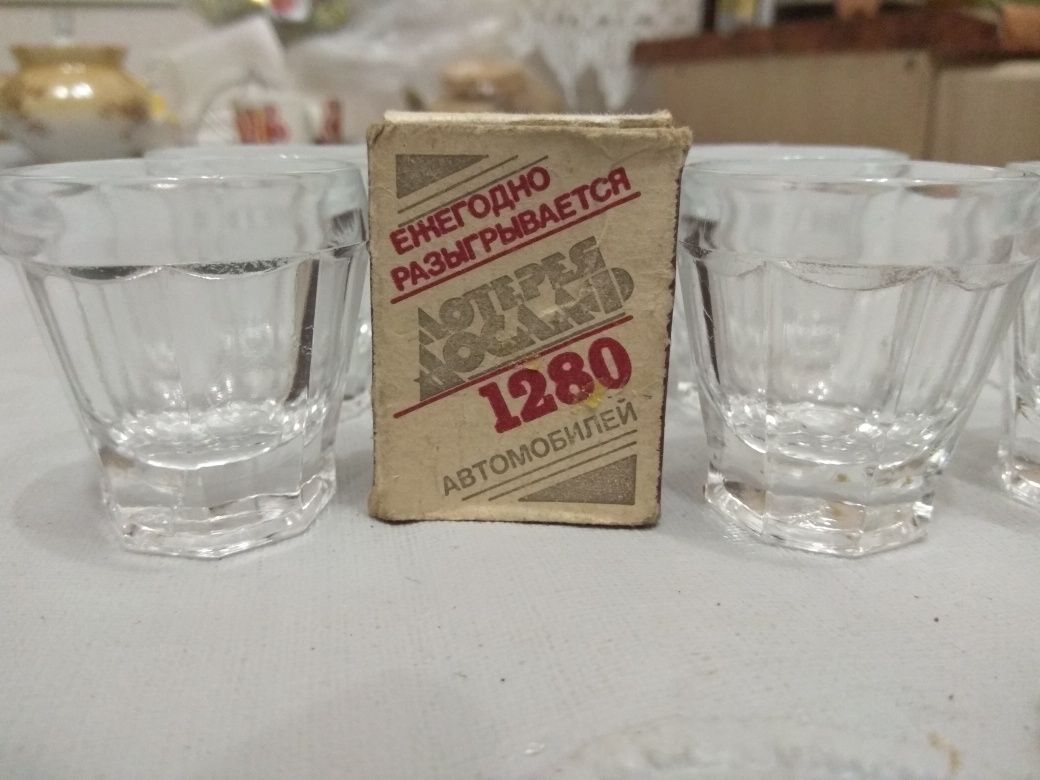 ЕЖЕГОДНО
РАЗЫГРЫВАЕТСЯ
ЛОТЕРЕЯ
ДОСААФ
1280
АВТОМОБИЛЕЙ